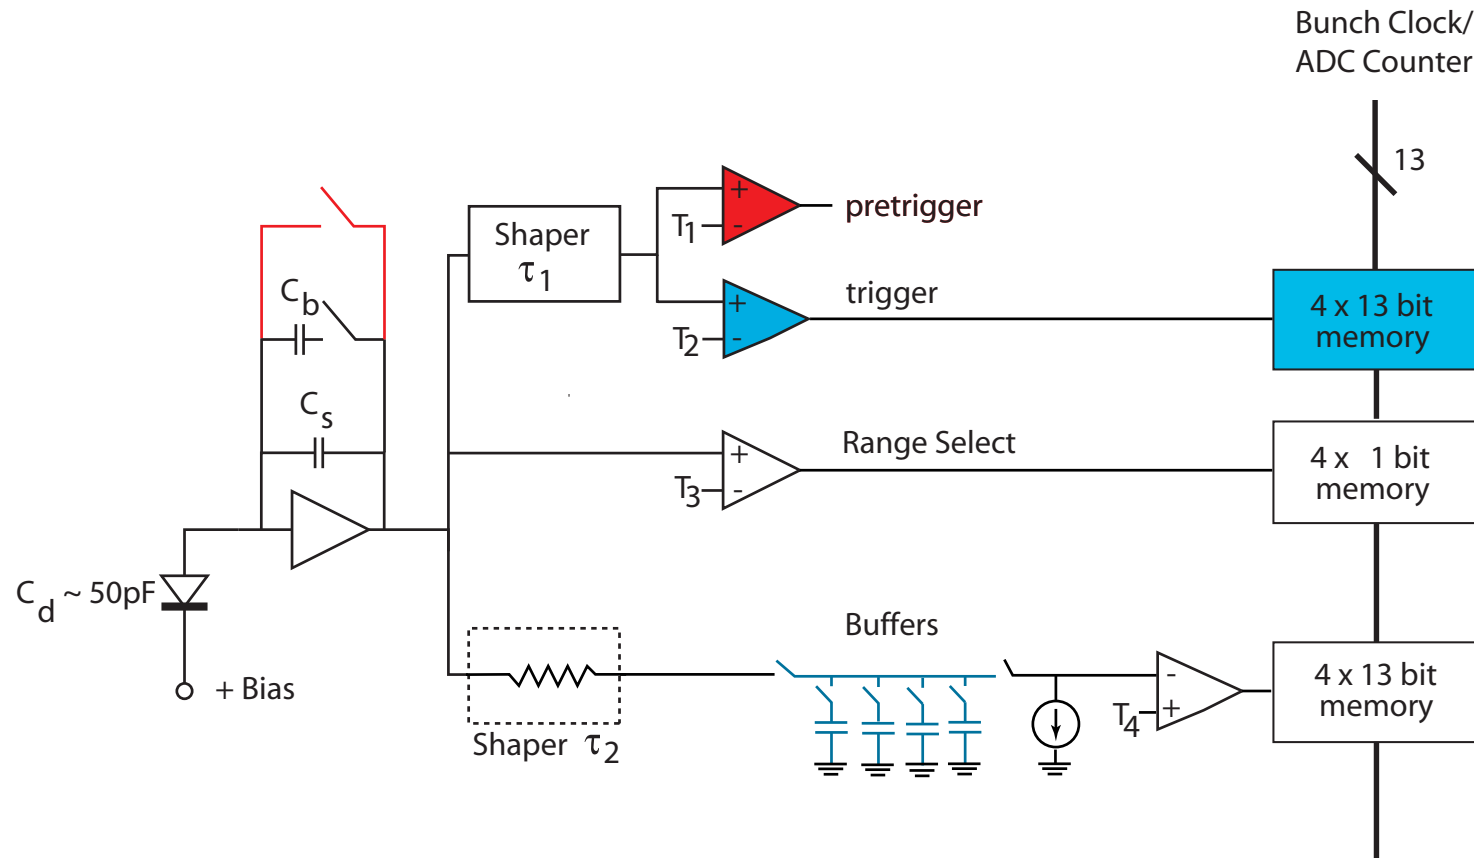 Bunch Clock/
ADC Counter
13
Shaper
τ1
+
T1
-
pretrigger
Cb
+
T2
-
trigger
4 x 13 bit
memory
Cs
+
T3
-
Range Select
4 x 1 bit
memory
Cd ~ 50pF
+ Bias
Shaper τ2
Buffers
-
T4
+
4 x 13 bit
memory